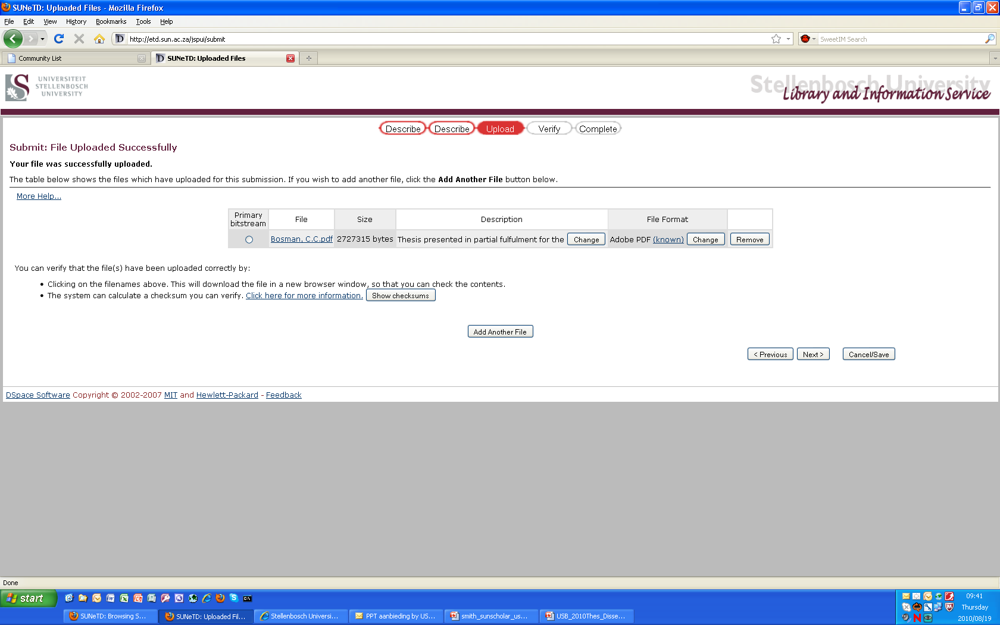 SUNeTD: Uploaded Files - Mozilla Firefox
File Edit View History Bookmarks Tools Help
http://etd.sun.ac.za/jspui/submit
SweetIM Search
Community List
SUNeTD: Uploaded Files
UNIVERSITEIT
STELLENBOSCH
UNIVERSITY
Stellenbosch University
Library and Information Service
Describe Describe Upload Verify Complete
Submit: File Uploaded Successfully
Your file was successfully uploaded.
The table below shows the files which have uploaded for this submission. If you wish to add another file, click the Add Another File button below.
More Help...
Primary bitstream File Size Description File Format
Bosman, C.C.pdf 2727315 bytes Thesis presented in partial fulfulment for the Change Adobe PDF (known) Change Remove
You can verify that the file(s) have been uploaded correctly by:
• Clicking on the filenames above. This will download the file in a new browser window, so that you can check the contents.
• The system can calculate a checksum you can verify. Click here for more information. Show checksums
Add Another File
< Previous Next > Cancel/Save
DSpace Software Copyright © 2002-2007 MIT and Hewlett-Packard - Feedback
Done
start
09:41
Thursday
2010/08/19
SUNeTD: Browsing S... SUNeTD: Uploaded Fil... Stellenbosch Universi... PPT aanbieding by US... smith_sunscholar_us... USB_2010Thes_Disse...